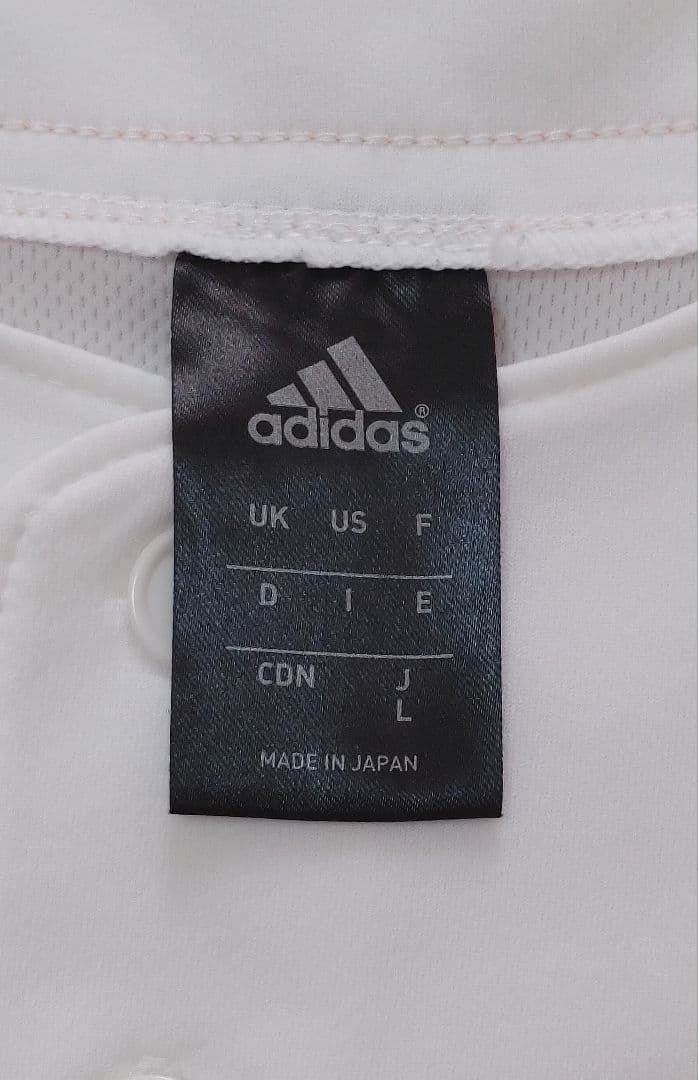 adidas®
UK US F
D I E
CDN J
L
MADE IN JAPAN